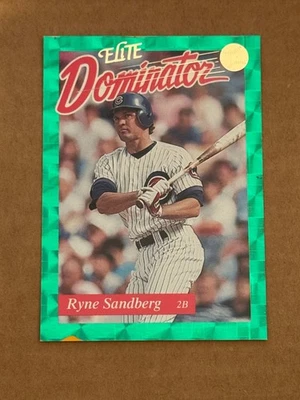 ELITE
Dominator
Ryne Sandberg 2B